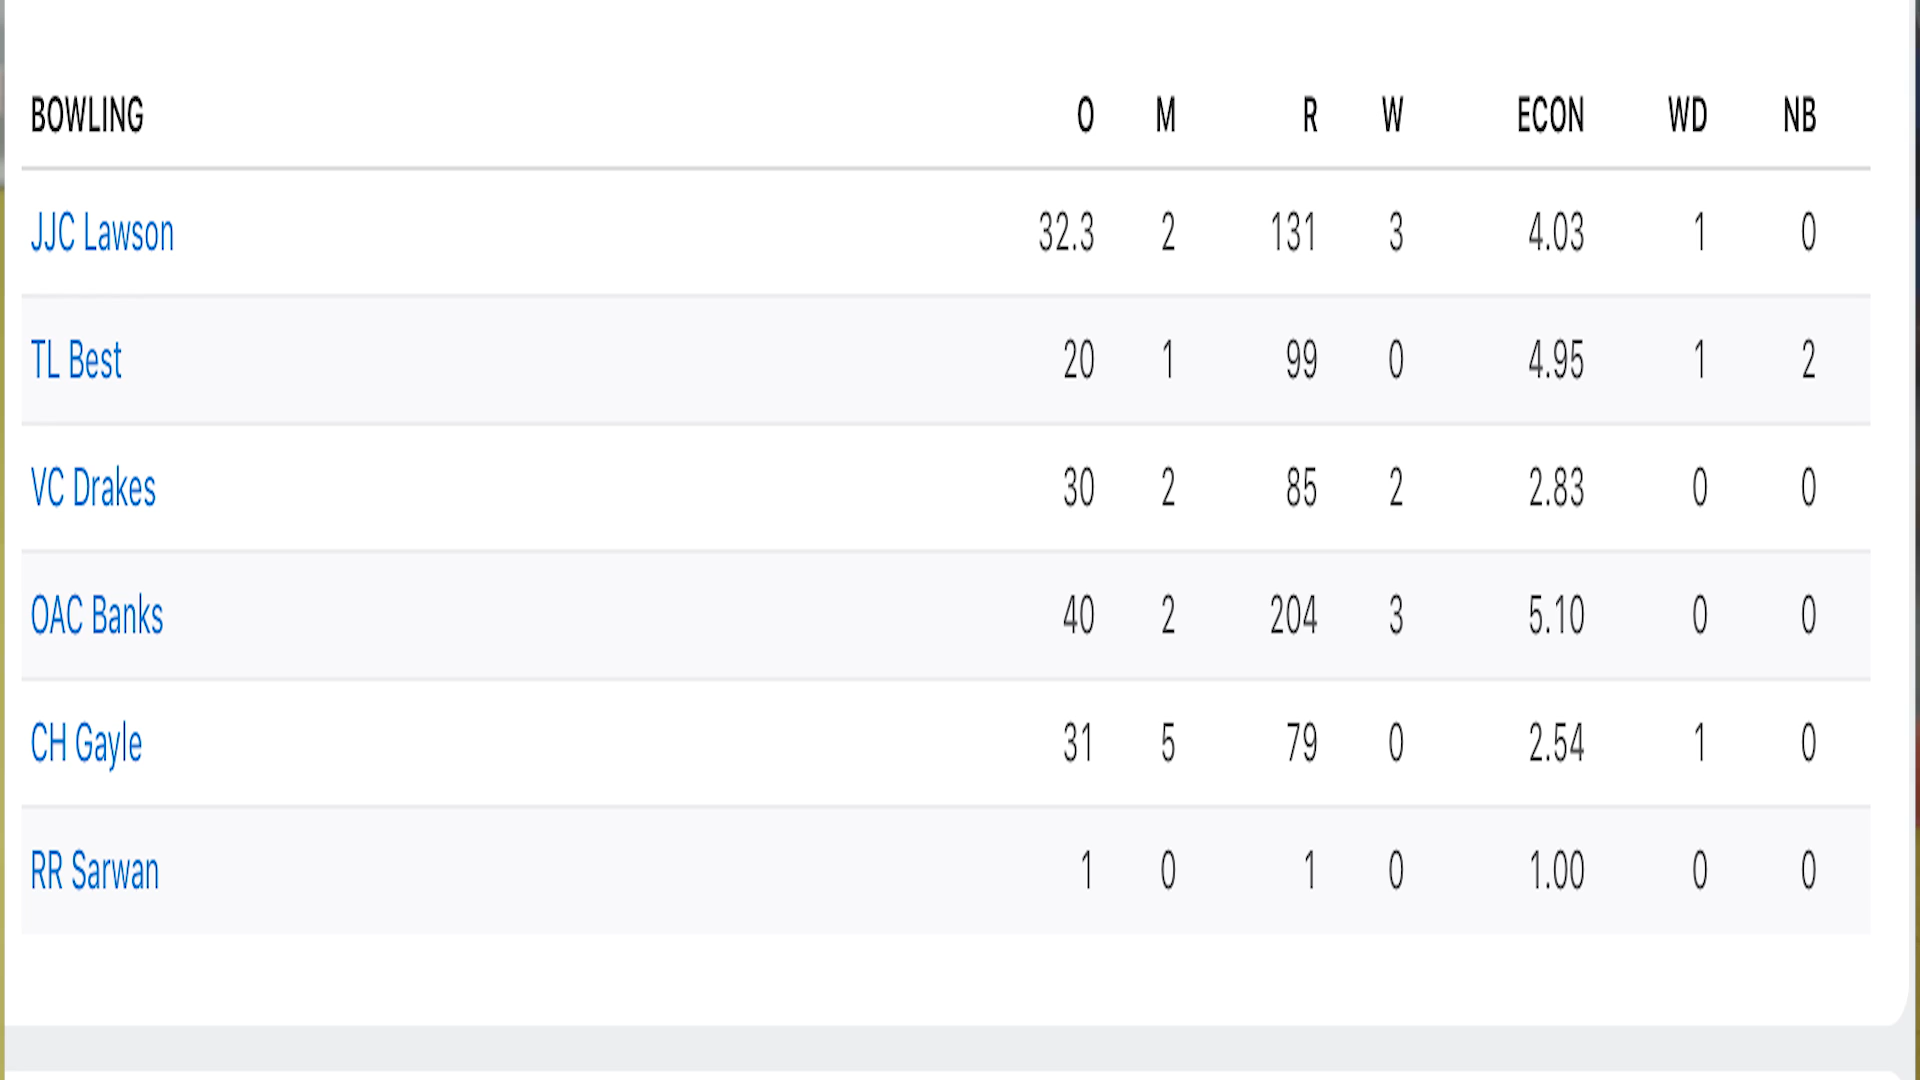 BOWLING O M R W ECON WD NB
JJC Lawson 32.3 2 131 3 4.03 1 0
TL Best 20 1 99 0 4.95 1 2
VC Drakes 30 2 85 2 2.83 0 0
OAC Banks 40 2 204 3 5.10 0 0
CH Gayle 31 5 79 0 2.54 1 0
RR Sarwan 1 0 1 0 1.00 0 0